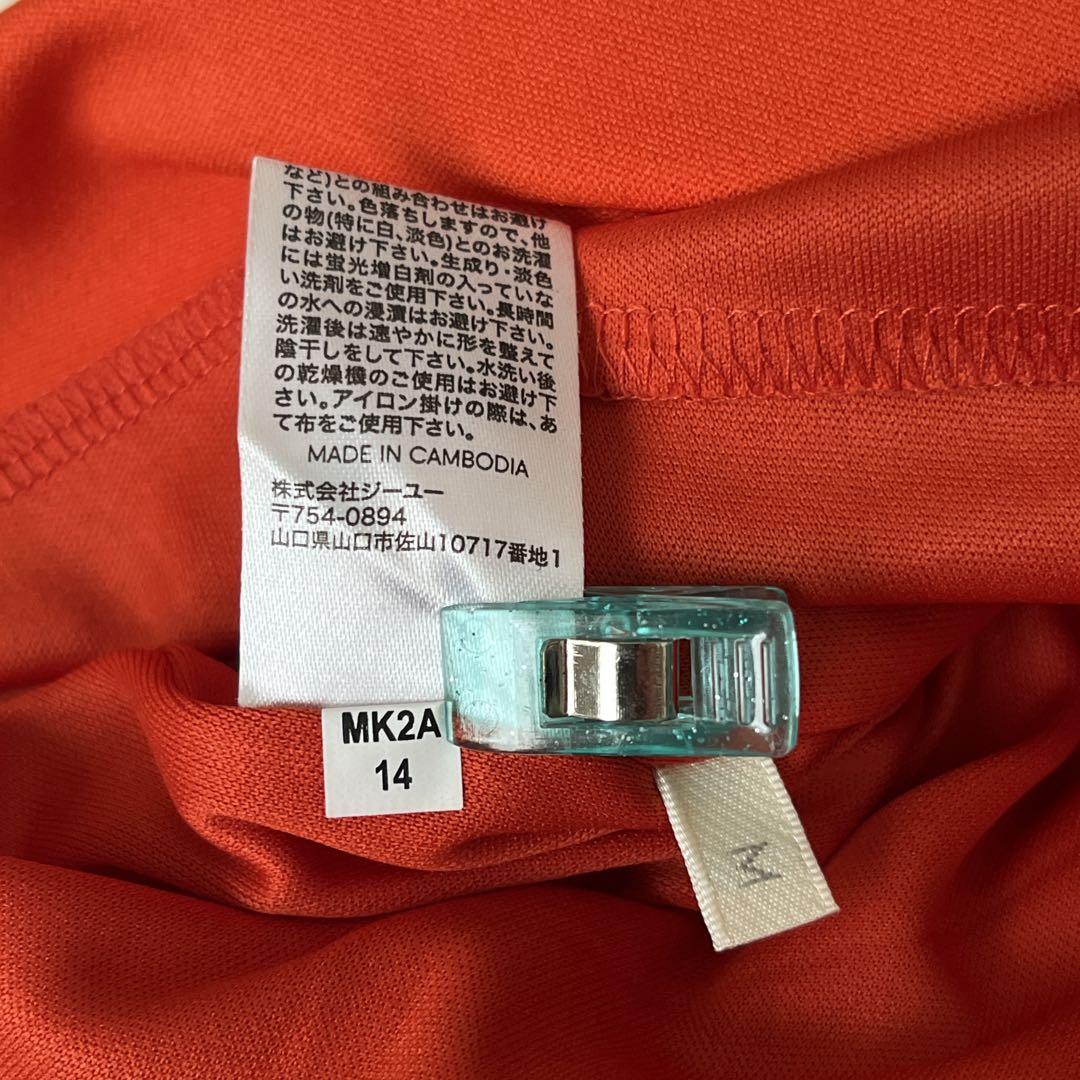 など)との組み合わせはお避け
下さい。色落ちしますので、他
の物(特に白、淡色)とのお洗濯
はお避け下さい。生成り・淡色
には蛍光増白剤の入っていな
い洗剤をご使用下さい。長時間
の水への浸漬はお避け下さい。
洗濯後は速やかに形を整えて
陰干しをして下さい。水洗い後
の乾燥機のご使用はお避け下
さい。アイロン掛けの際は、あ
て布をご使用下さい。
MADE IN CAMBODIA
株式会社ジーユー
〒754-0894
山口県山口市佐山10717番地1
MK2A
14
M